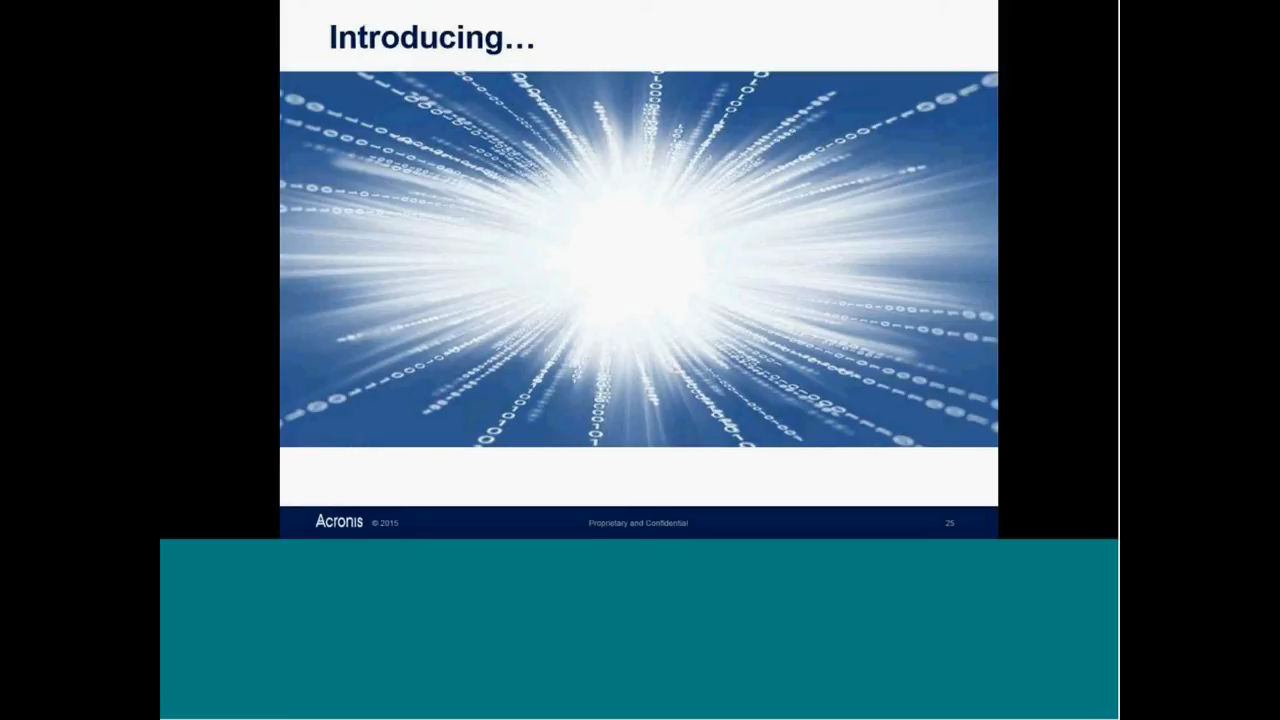 Introducing…
Acronis © 2015 Proprietary and Confidential 25